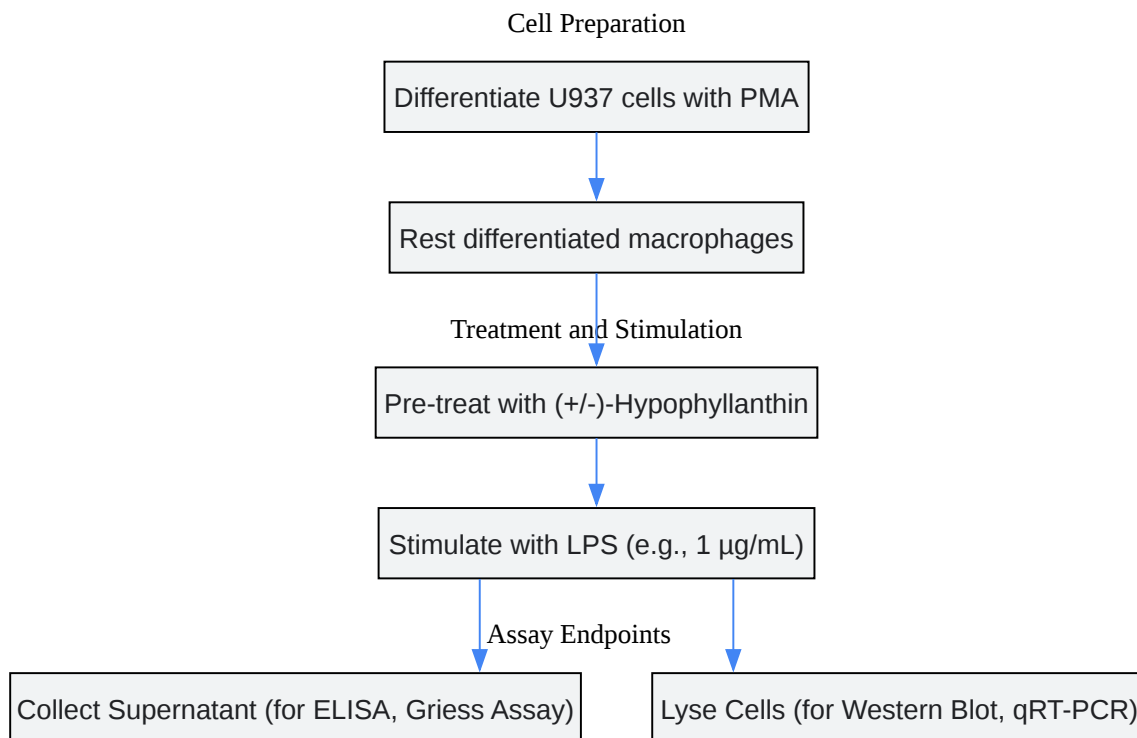 Cell Preparation
Differentiate U937 cells with PMA
Rest differentiated macrophages
Treatment and Stimulation
Pre-treat with (+/-)-Hypophyllanthin
Stimulate with LPS (e.g., 1 µg/mL)
Assay Endpoints
Collect Supernatant (for ELISA, Griess Assay)
Lyse Cells (for Western Blot, qRT-PCR)